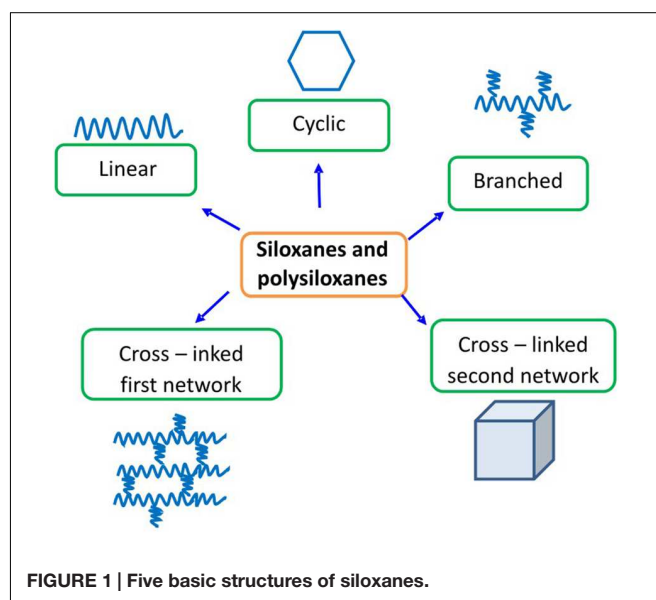 Cyclic
Linear
Branched
Siloxanes and
polysiloxanes
Cross – inked
first network
Cross – linked
second network
FIGURE 1 | Five basic structures of siloxanes.